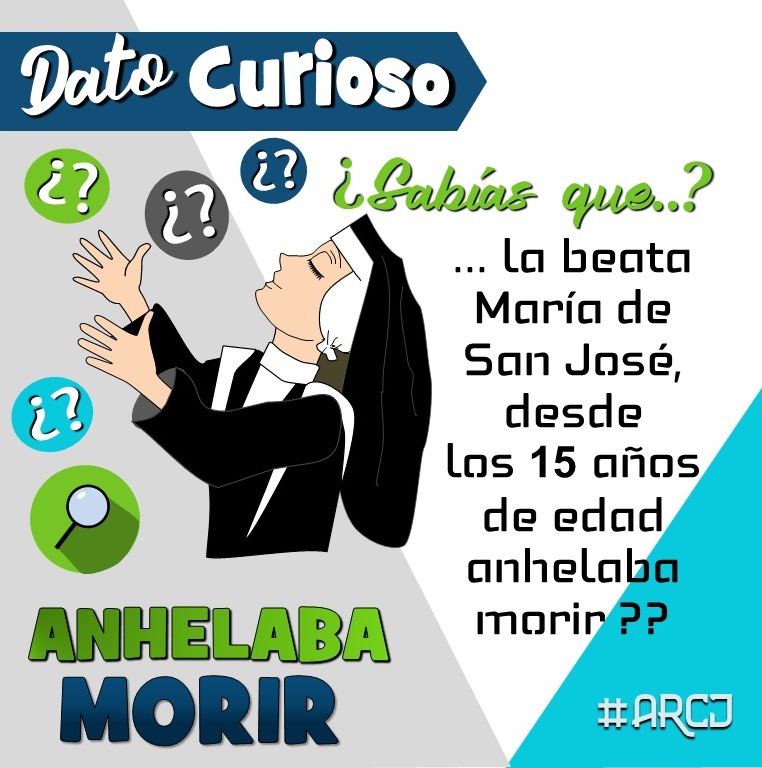 Dato Curioso
¿? ¿? ¿?
¿Sabías que..?
... la beata
María de
San José,
desde
los 15 años
de edad
anhelaba
morir ??
¿?
ANHELABA
MORIR
#ARCJ